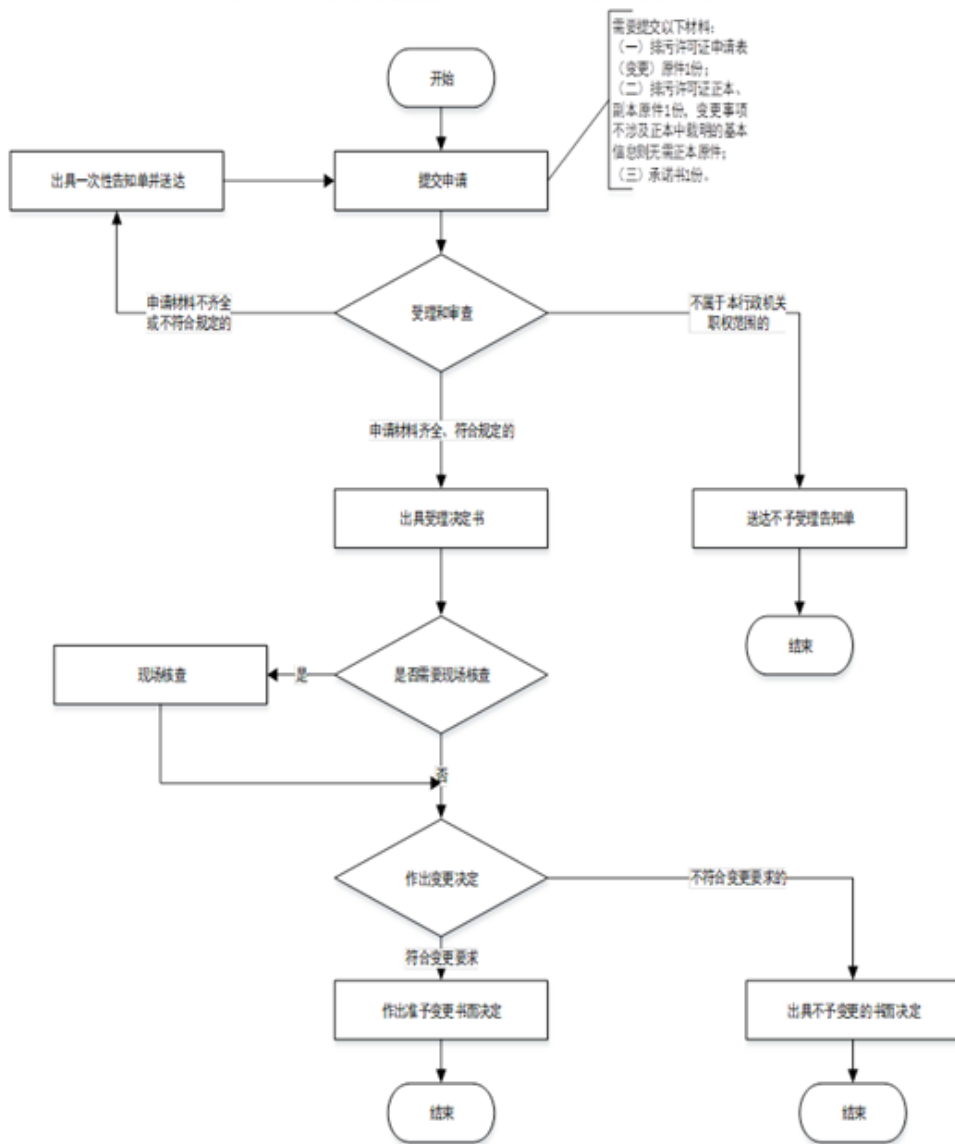 需要提交以下材料：
（一）排污许可证申请表
（变更）原件1份；
（二）排污许可证正本、
副本原件1份，变更事项
不涉及正本中载明的基本
信息则无需正本原件；
（三）承诺书1份。
开始
出具一次性告知单并送达
提交申请
申请材料不齐全
或不符合规定的
受理和审查
不属于本行政机关
职权范围的
申请材料齐全、符合规定的
出具受理决定书
送达不予受理告知单
结束
现场核查
是
是否需要现场核查
否
作出变更决定
不符合变更要求的
符合变更要求
作出准予变更书面决定
出具不予变更的书面决定
结束
结束